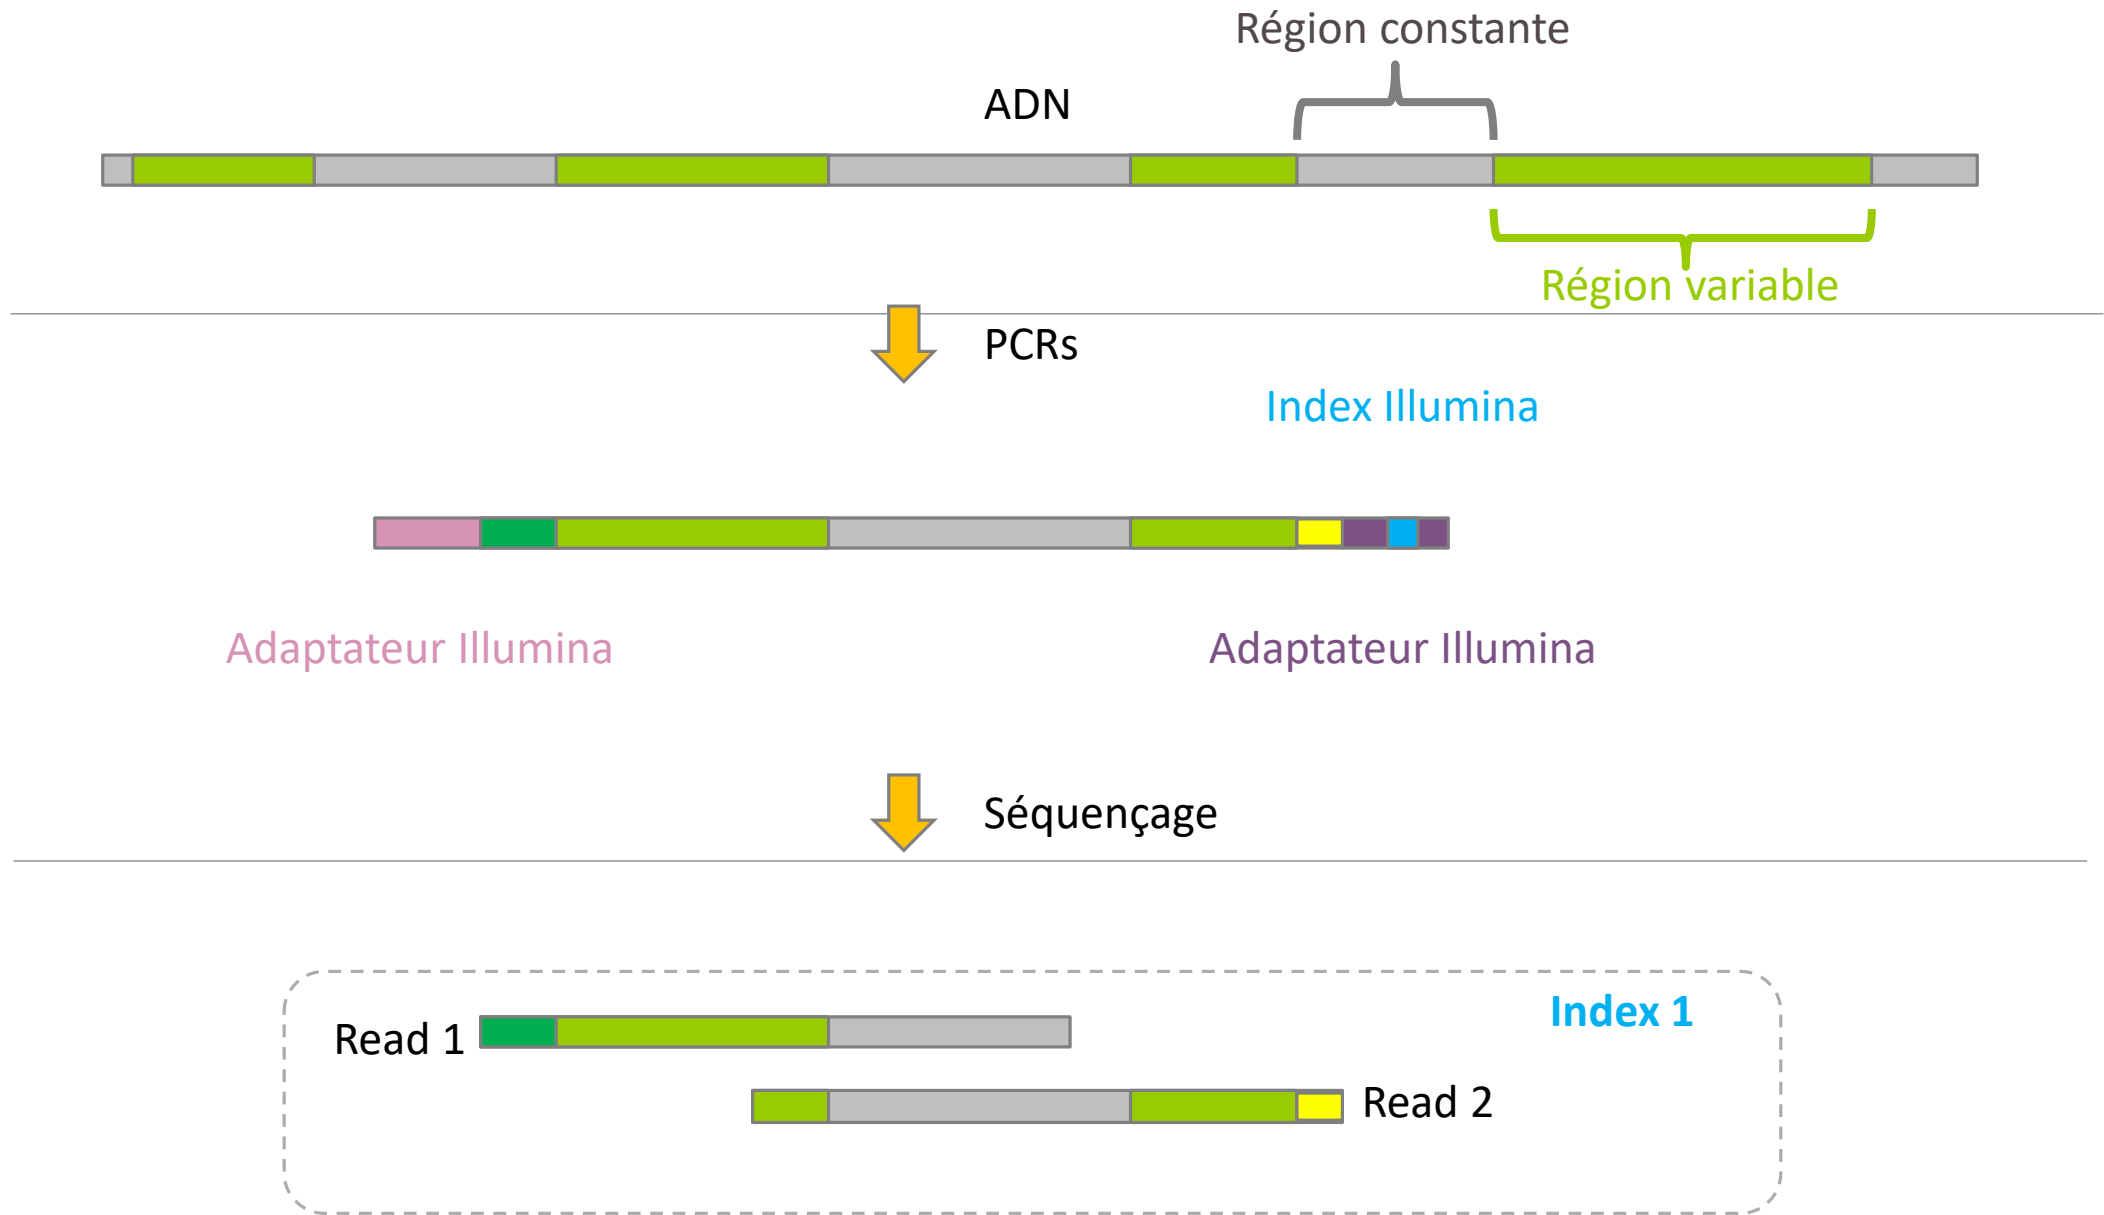 Région constante
ADN
Région variable
PCRs
Index Illumina
Adaptateur Illumina
Adaptateur Illumina
Séquençage
Index 1
Read 1
Read 2